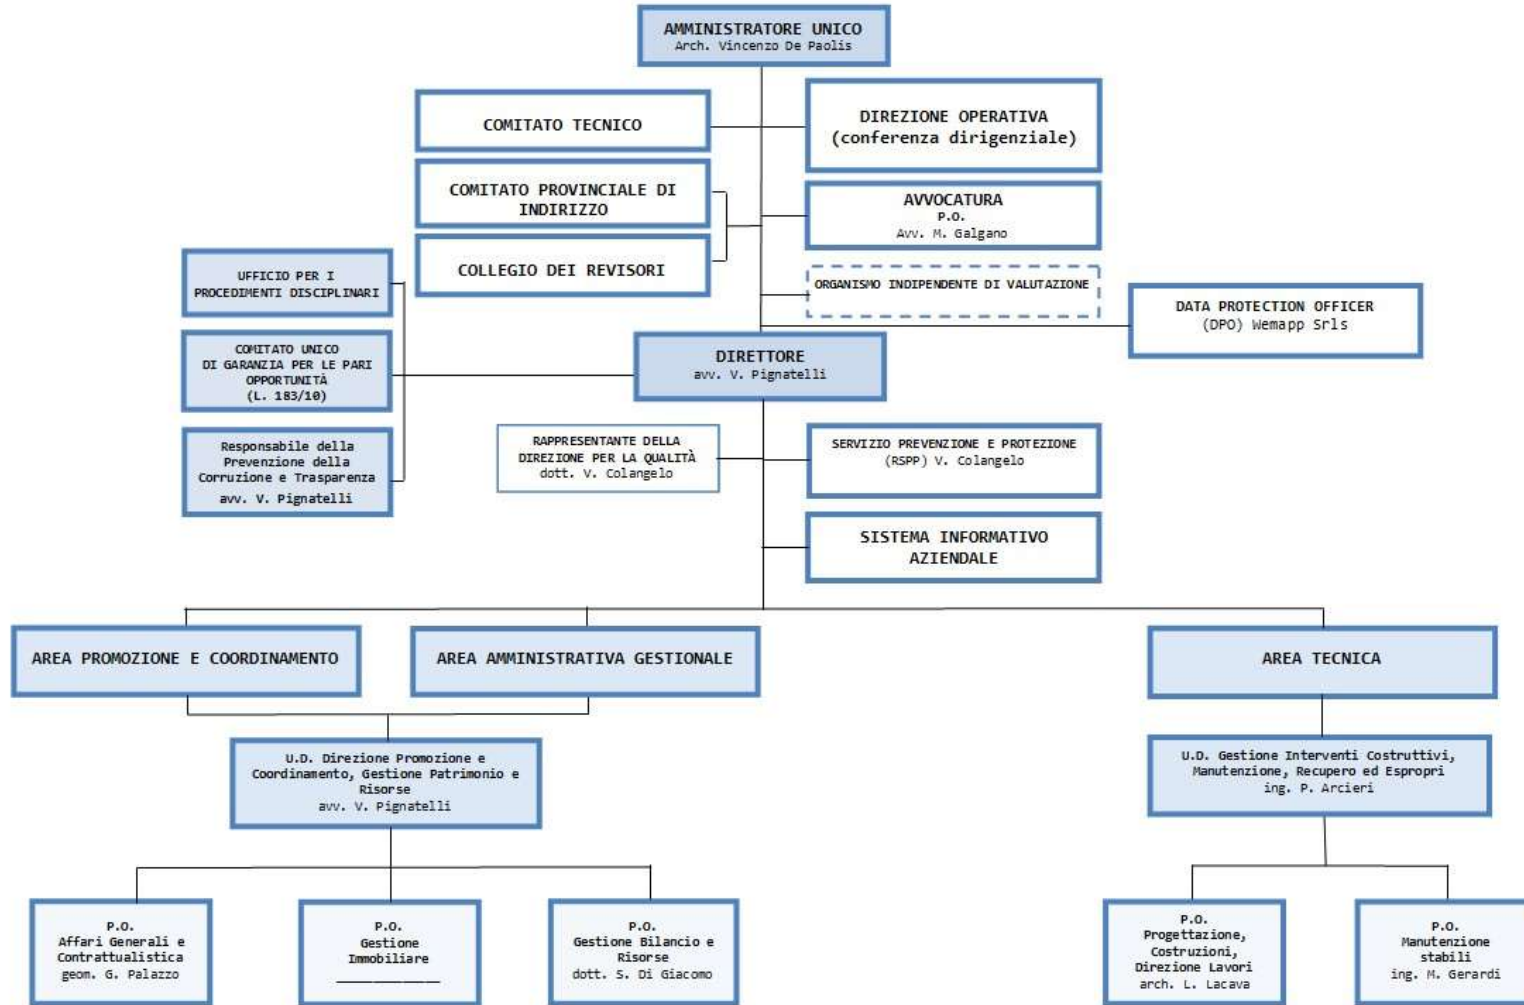 AMMINISTRATORE UNICO
Arch. Vincenzo De Paolis
COMITATO TECNICO
DIREZIONE OPERATIVA
(conferenza dirigenziale)
COMITATO PROVINCIALE DI
INDIRIZZO
AVVOCATURA
P.O.
Avv. M. Galgano
COLLEGIO DEI REVISORI
UFFICIO PER I
PROCEDIMENTI DISCIPLINARI
ORGANISMO INDIPENDENTE DI VALUTAZIONE
DATA PROTECTION OFFICER
(DPO) Wemapp Srls
COMITATO UNICO
DI GARANZIA PER LE PARI
OPPORTUNITÀ
(L. 183/10)
DIRETTORE
avv. V. Pignatelli
Responsabile della
Prevenzione della
Corruzione e Trasparenza
avv. V. Pignatelli
RAPPRESENTANTE DELLA
DIREZIONE PER LA QUALITÀ
dott. V. Colangelo
SERVIZIO PREVENZIONE E PROTEZIONE
(RSPP) V. Colangelo
SISTEMA INFORMATIVO
AZIENDALE
AREA PROMOZIONE E COORDINAMENTO
AREA AMMINISTRATIVA GESTIONALE
AREA TECNICA
U.D. Direzione Promozione e
Coordinamento, Gestione Patrimonio e
Risorse
avv. V. Pignatelli
U.D. Gestione Interventi Costruttivi,
Manutenzione, Recupero ed Espropri
ing. P. Arcieri
P.O.
Affari Generali e
Contrattualistica
geom. G. Palazzo
P.O.
Gestione
Immobiliare
______________
P.O.
Gestione Bilancio e
Risorse
dott. S. Di Giacomo
P.O.
Progettazione,
Costruzioni,
Direzione Lavori
arch. L. Lacava
P.O.
Manutenzione
stabili
ing. M. Gerardi